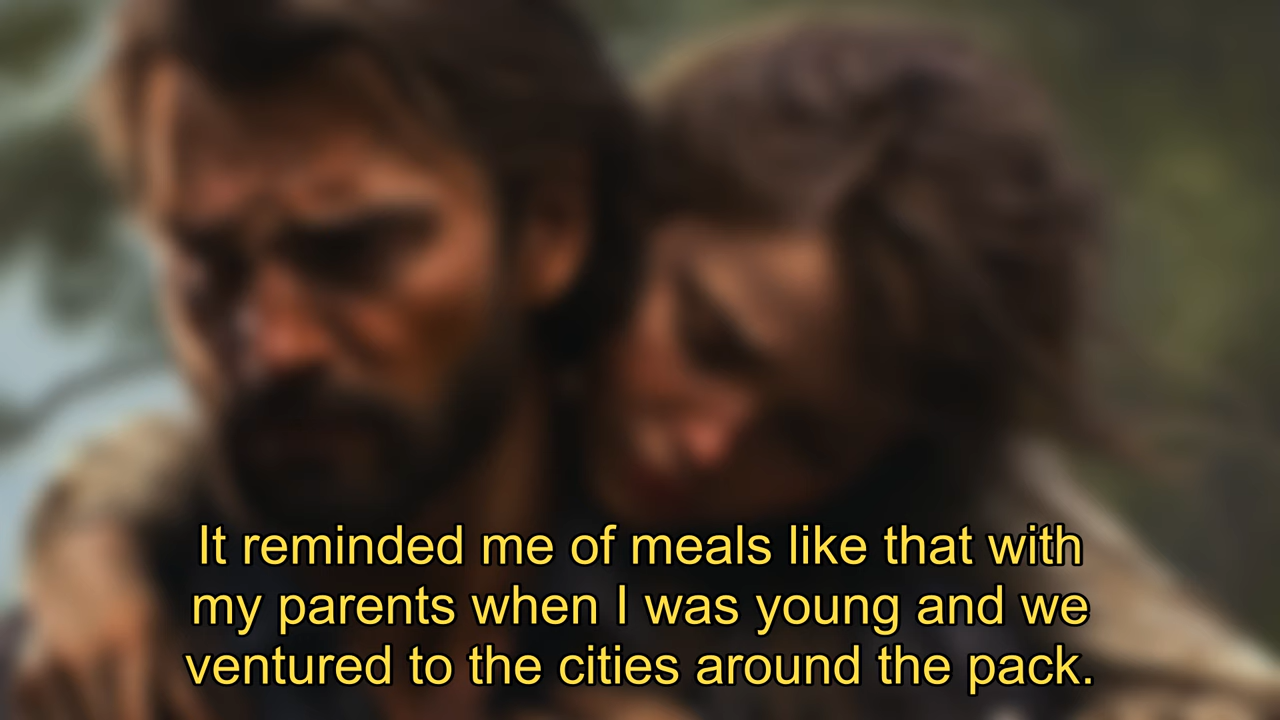 It reminded me of meals like that with
my parents when I was young and we
ventured to the cities around the pack.